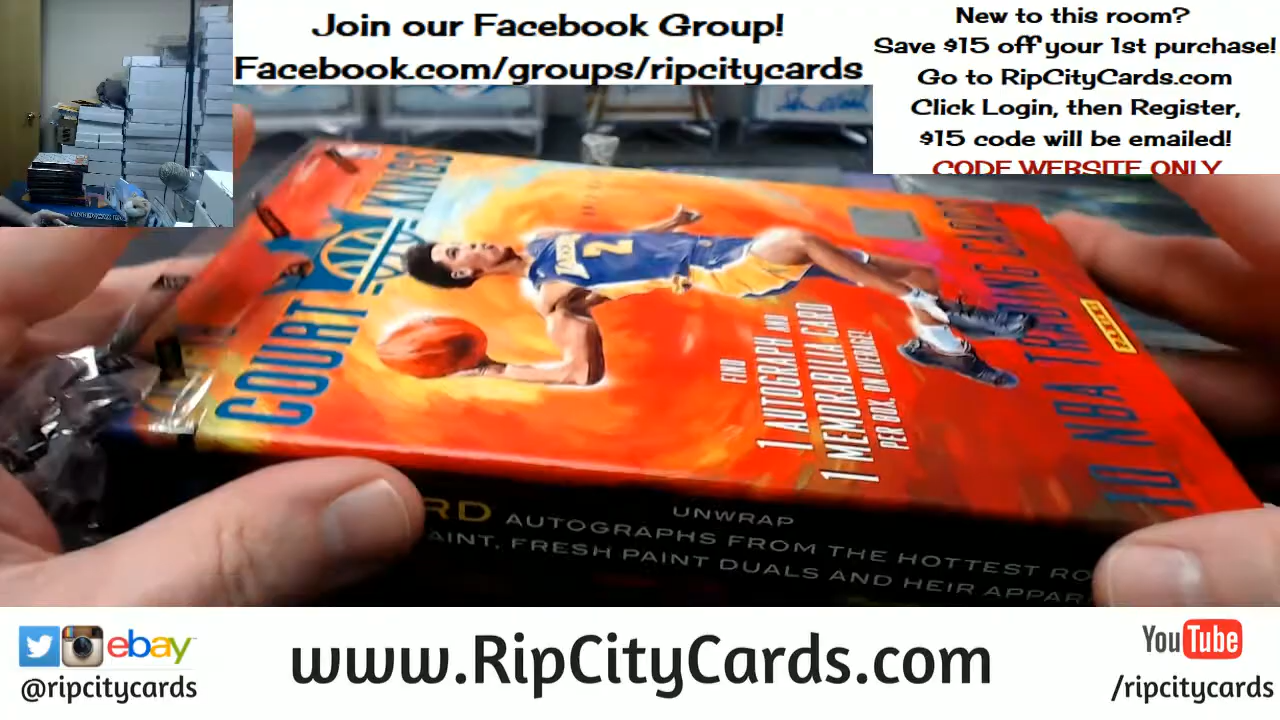 Join our Facebook Group!
Facebook.com/groups/ripcitycards
New to this room?
Save $15 off your 1st purchase!
Go to RipCityCards.com
Click Login, then Register,
$15 code will be emailed!
CODE WEBSITE ONLY
COURT KINGS
LAKERS
2
FIND
1 AUTOGRAPH AND
1 MEMORABILIA CARD
PER BOX, ON AVERAGE!
10 NBA TRADING CARDS
PANINI
UNWRAP
AUTOGRAPHS FROM THE HOTTEST
FRESH PAINT DUALS AND HEIR
ebay
@ripcitycards
www.RipCityCards.com
YouTube
/ripcitycards